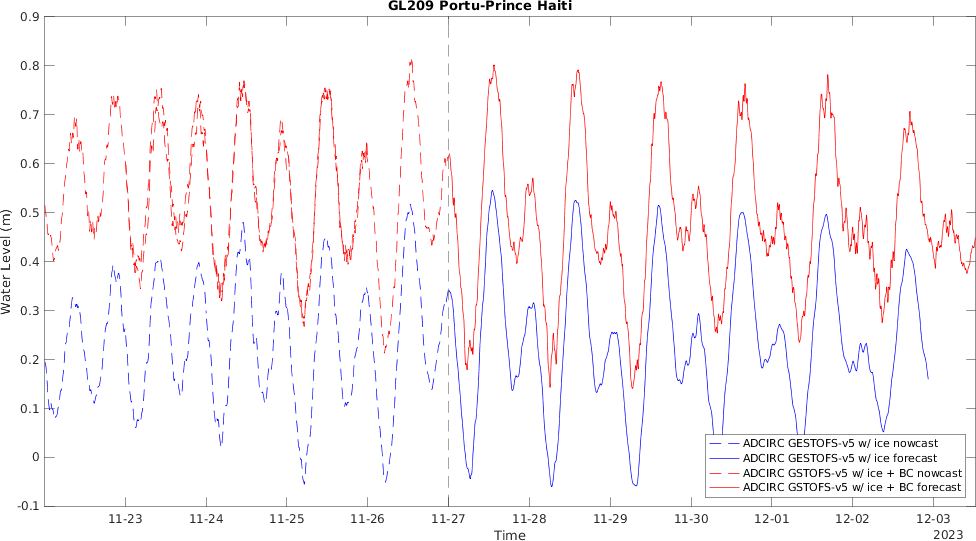 GL209 Portu-Prince Haiti
0.9
0.8
0.7
0.6
0.5
0.4
0.3
0.2
0.1
0
-0.1
Water Level (m)
ADCIRC GESTOFS-v5 w/ ice nowcast
ADCIRC GESTOFS-v5 w/ ice forecast
ADCIRC GSTOFS-v5 w/ ice + BC nowcast
ADCIRC GSTOFS-v5 w/ ice + BC forecast
11-23 11-24 11-25 11-26 11-27 11-28 11-29 11-30 12-01 12-02 12-03
Time
2023